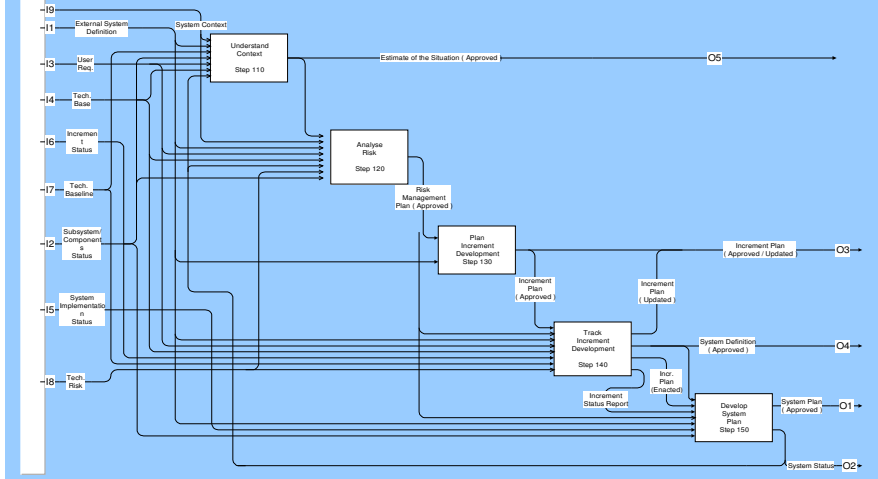 I9
I1
External System
Definition
System Context
I3
User
Req.
Understand
Context
Step 110
Estimate of the Situation ( Approved
O5
I4
Tech.
Base
I6
Incremen
t
Status
Analyse
Risk
Step 120
I7
Tech.
Baseline
Risk
Management
Plan ( Approved )
I2
Subsystem/
Component
s
Status
Plan
Increment
Development
Step 130
Increment Plan
( Approved / Updated )
O3
Increment
Plan
( Approved )
Increment
Plan
( Updated )
I5
System
Implementatio
n
Status
Track
Increment
Development
Step 140
System Definition
( Approved )
O4
I8
Tech.
Risk
Incr.
Plan
(Enacted)
Increment
Status Report
Develop
System
Plan
Step 150
System Plan
( Approved )
O1
System Status
O2